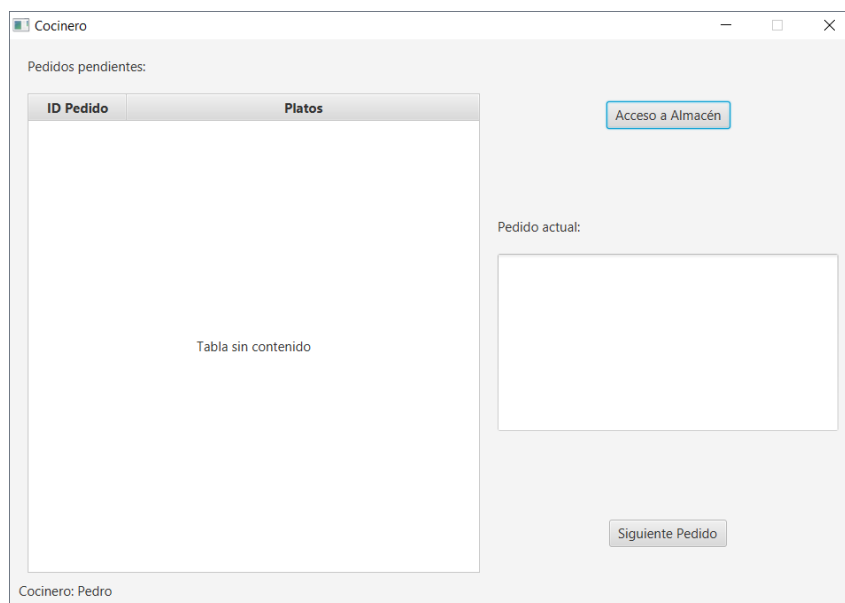 Cocinero
Pedidos pendientes:
ID Pedido Platos
Acceso a Almacén
Pedido actual:
Tabla sin contenido
Siguiente Pedido
Cocinero: Pedro